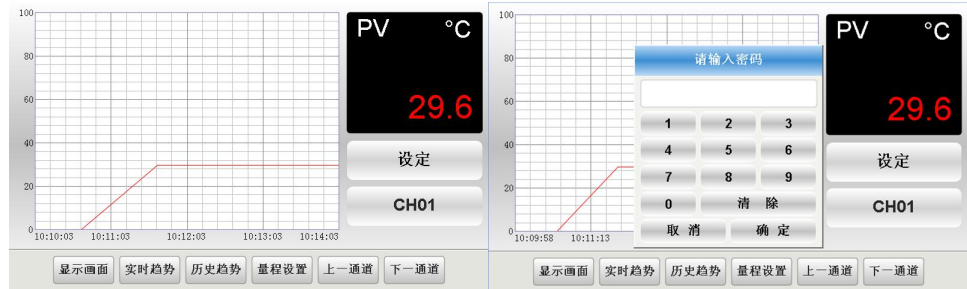 100
80
60
40
20
0
10:10:03 10:11:03 10:12:03 10:13:03 10:14:03
PV °C
29.6
设定
CH01
显示画面 实时趋势 历史趋势 量程设置 上一通道 下一通道
100
80
60
40
20
0
10:09:58 10:11:13
请输入密码
1 2 3
4 5 6
7 8 9
0 清 除
取 消 确 定
PV °C
29.6
设定
CH01
显示画面 实时趋势 历史趋势 量程设置 上一通道 下一通道